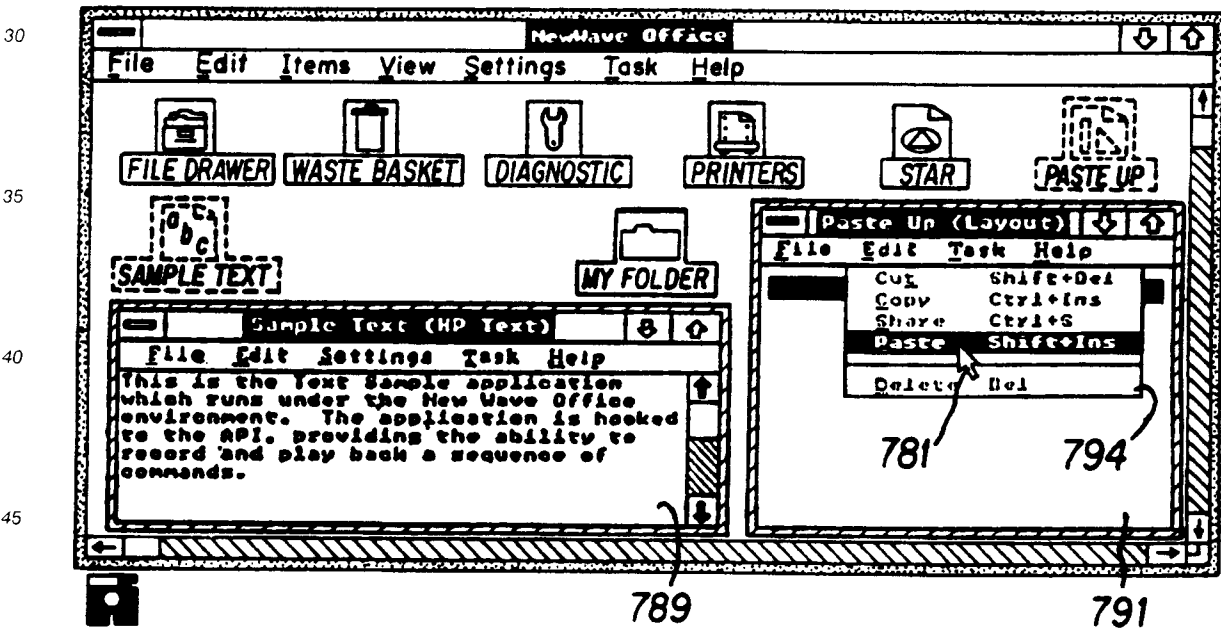 30
NewWave Office
File Edit Items View Settings Task Help
FILE DRAWER WASTE BASKET DIAGNOSTIC PRINTERS STAR PASTE UP
35
abc
SAMPLE TEXT MY FOLDER
Paste Up (Layout)
File Edit Task Help
Cut Shift+Del
Copy Ctrl+Ins
Share Ctrl+S
Paste Shift+Ins
Delete Del
Sample Text (HP Text)
40
File Edit Settings Task Help
This is the Text Sample application
which runs under the New Wave Office
environment. The application is hooked
to the API, providing the ability to
record and play back a sequence of
commands.
781 794
45
789 791